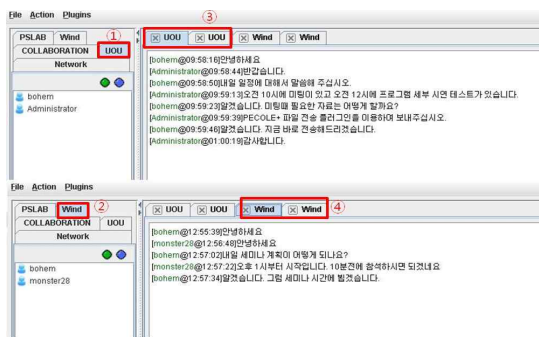 File Action Plugins
PSLAB Wind ①
COLLABORATION UOU
Network
bohem
Administrator
③
UOU UOU Wind Wind
[bohem@09:58:16]안녕하세요
[Administrator@09:58:44]반갑습니다.
[bohem@09:58:50]내일 일정에 대해서 말씀해 주십시오.
[Administrator@09:59:13]오전 10시에 미팅이 있고 오전 12시에 프로그램 세부 시연 테스트가 있습니다.
[bohem@09:59:23]알겠습니다. 미팅때 필요한 자료는 어떻게 할까요?
[Administrator@09:59:39]PECOLE+ 파일 전송 플러그인을 이용하여 보내주십시오.
[bohem@09:59:46]알겠습니다. 지금 바로 전송해드리겠습니다.
[Administrator@01:00:19]감사합니다.
File Action Plugins
PSLAB Wind ②
COLLABORATION UOU
Network
bohem
monster28
UOU UOU Wind Wind ④
[bohem@12:55:39]안녕하세요
[monster28@12:56:48]안녕하세요
[bohem@12:57:02]내일 세미나 계획이 어떻게 되나요?
[monster28@12:57:22]오후 1시부터 시작입니다. 10분전에 참석하시면 되겠네요
[bohem@12:57:34]알겠습니다. 그럼 세미나 시간에 뵙겠습니다.